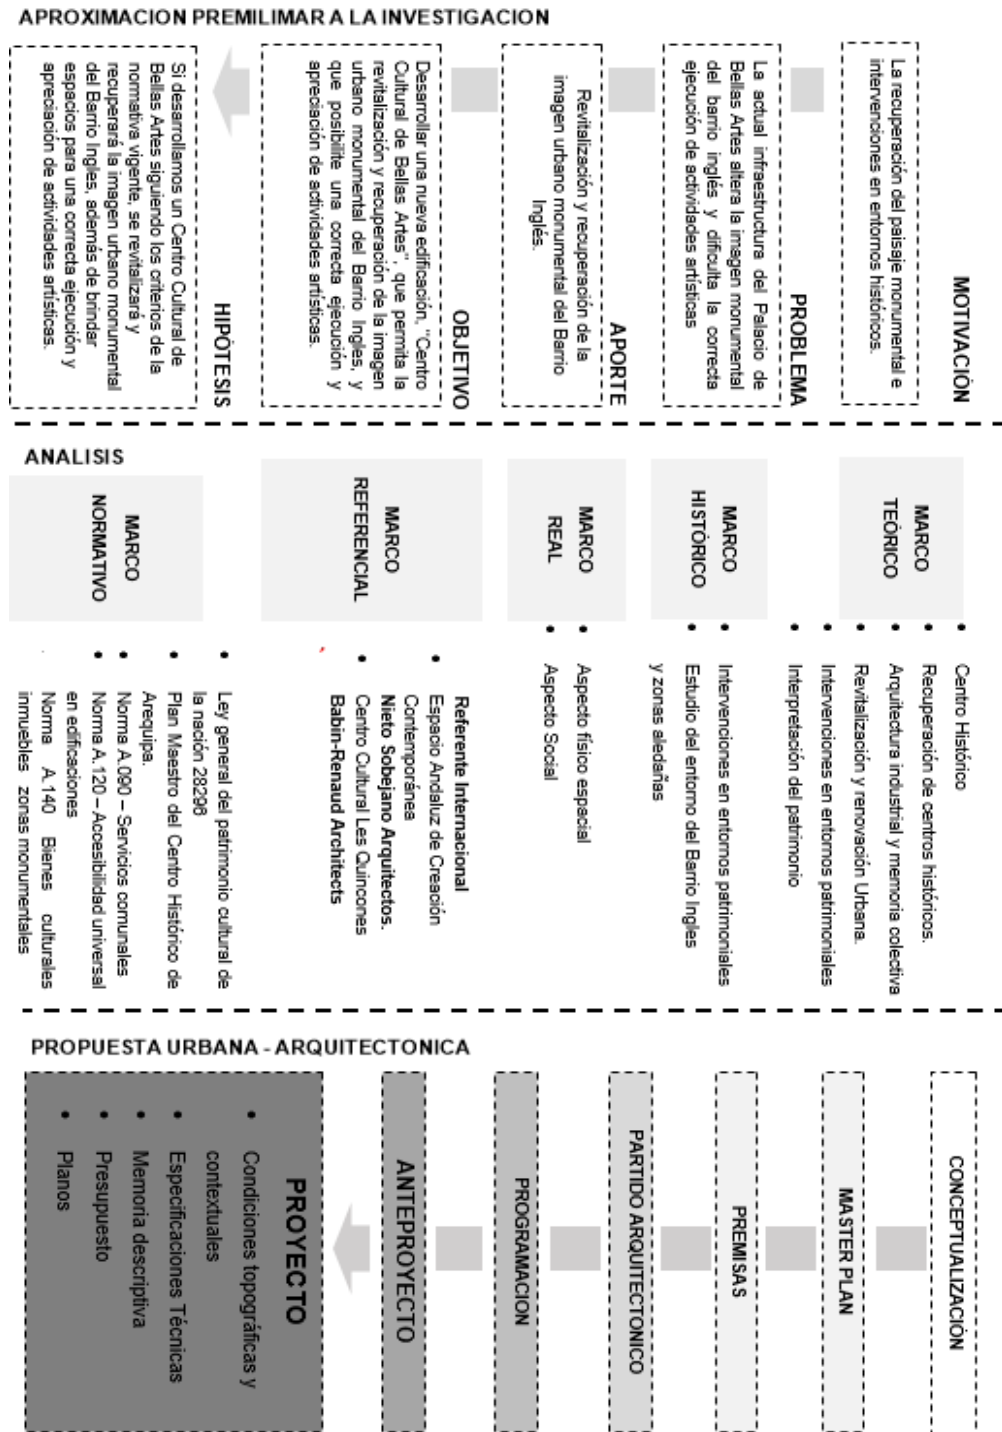 APROXIMACION PREMILIMAR A LA INVESTIGACION
MOTIVACIÓN
La recuperación del paisaje monumental e
intervenciones en entornos históricos.
PROBLEMA
La actual infraestructura del Palacio de
Bellas Artes altera la imagen monumental
del barrio inglés y dificulta la correcta
ejecución de actividades artísticas
APORTE
Revitalización y recuperación de la
imagen urbano monumental del Barrio
Inglés.
OBJETIVO
Desarrollar una nueva edificación, "Centro
Cultural de Bellas Artes", que permita la
revitalización y recuperación de la imagen
urbano monumental del Barrio Ingles, y
que posibilite una correcta ejecución y
apreciación de actividades artísticas.
HIPÓTESIS
Si desarrollamos un Centro Cultural de
Bellas Artes siguiendo los criterios de la
normativa vigente, se revitalizará y
recuperará la imagen urbano monumental
del Barrio Ingles, además de brindar
espacios para una correcta ejecución y
apreciación de actividades artísticas.
ANALISIS
MARCO
TEÓRICO
• Centro Histórico
• Recuperación de centros históricos.
• Arquitectura industrial y memoria colectiva
• Revitalización y renovación Urbana.
• Intervenciones en entornos patrimoniales
• Interpretación del patrimonio
MARCO
HISTÓRICO
• Intervenciones en entornos patrimoniales
• Estudio del entorno del Barrio Ingles
y zonas aledañas
MARCO
REAL
• Aspecto físico espacial
• Aspecto Social
MARCO
REFERENCIAL
Referente Internacional
• Espacio Andaluz de Creación
Contemporánea
Nieto Sobejano Arquitectos.
• Centro Cultural Les Quincones
Babin-Renaud Architects
MARCO
NORMATIVO
• Ley general del patrimonio cultural de
la nación 28296
• Plan Maestro del Centro Histórico de
Arequipa.
• Norma A.090 – Servicios comunales
• Norma A.120 – Accesibilidad universal
en edificaciones
Norma A.140 Bienes culturales
inmuebles zonas monumentales
PROPUESTA URBANA - ARQUITECTONICA
CONCEPTUALIZACIÓN
MASTER PLAN
PREMISAS
PARTIDO ARQUITECTONICO
PROGRAMACION
ANTEPROYECTO
PROYECTO
• Condiciones topográficas y
contextuales
• Especificaciones Técnicas
• Memoria descriptiva
• Presupuesto
• Planos